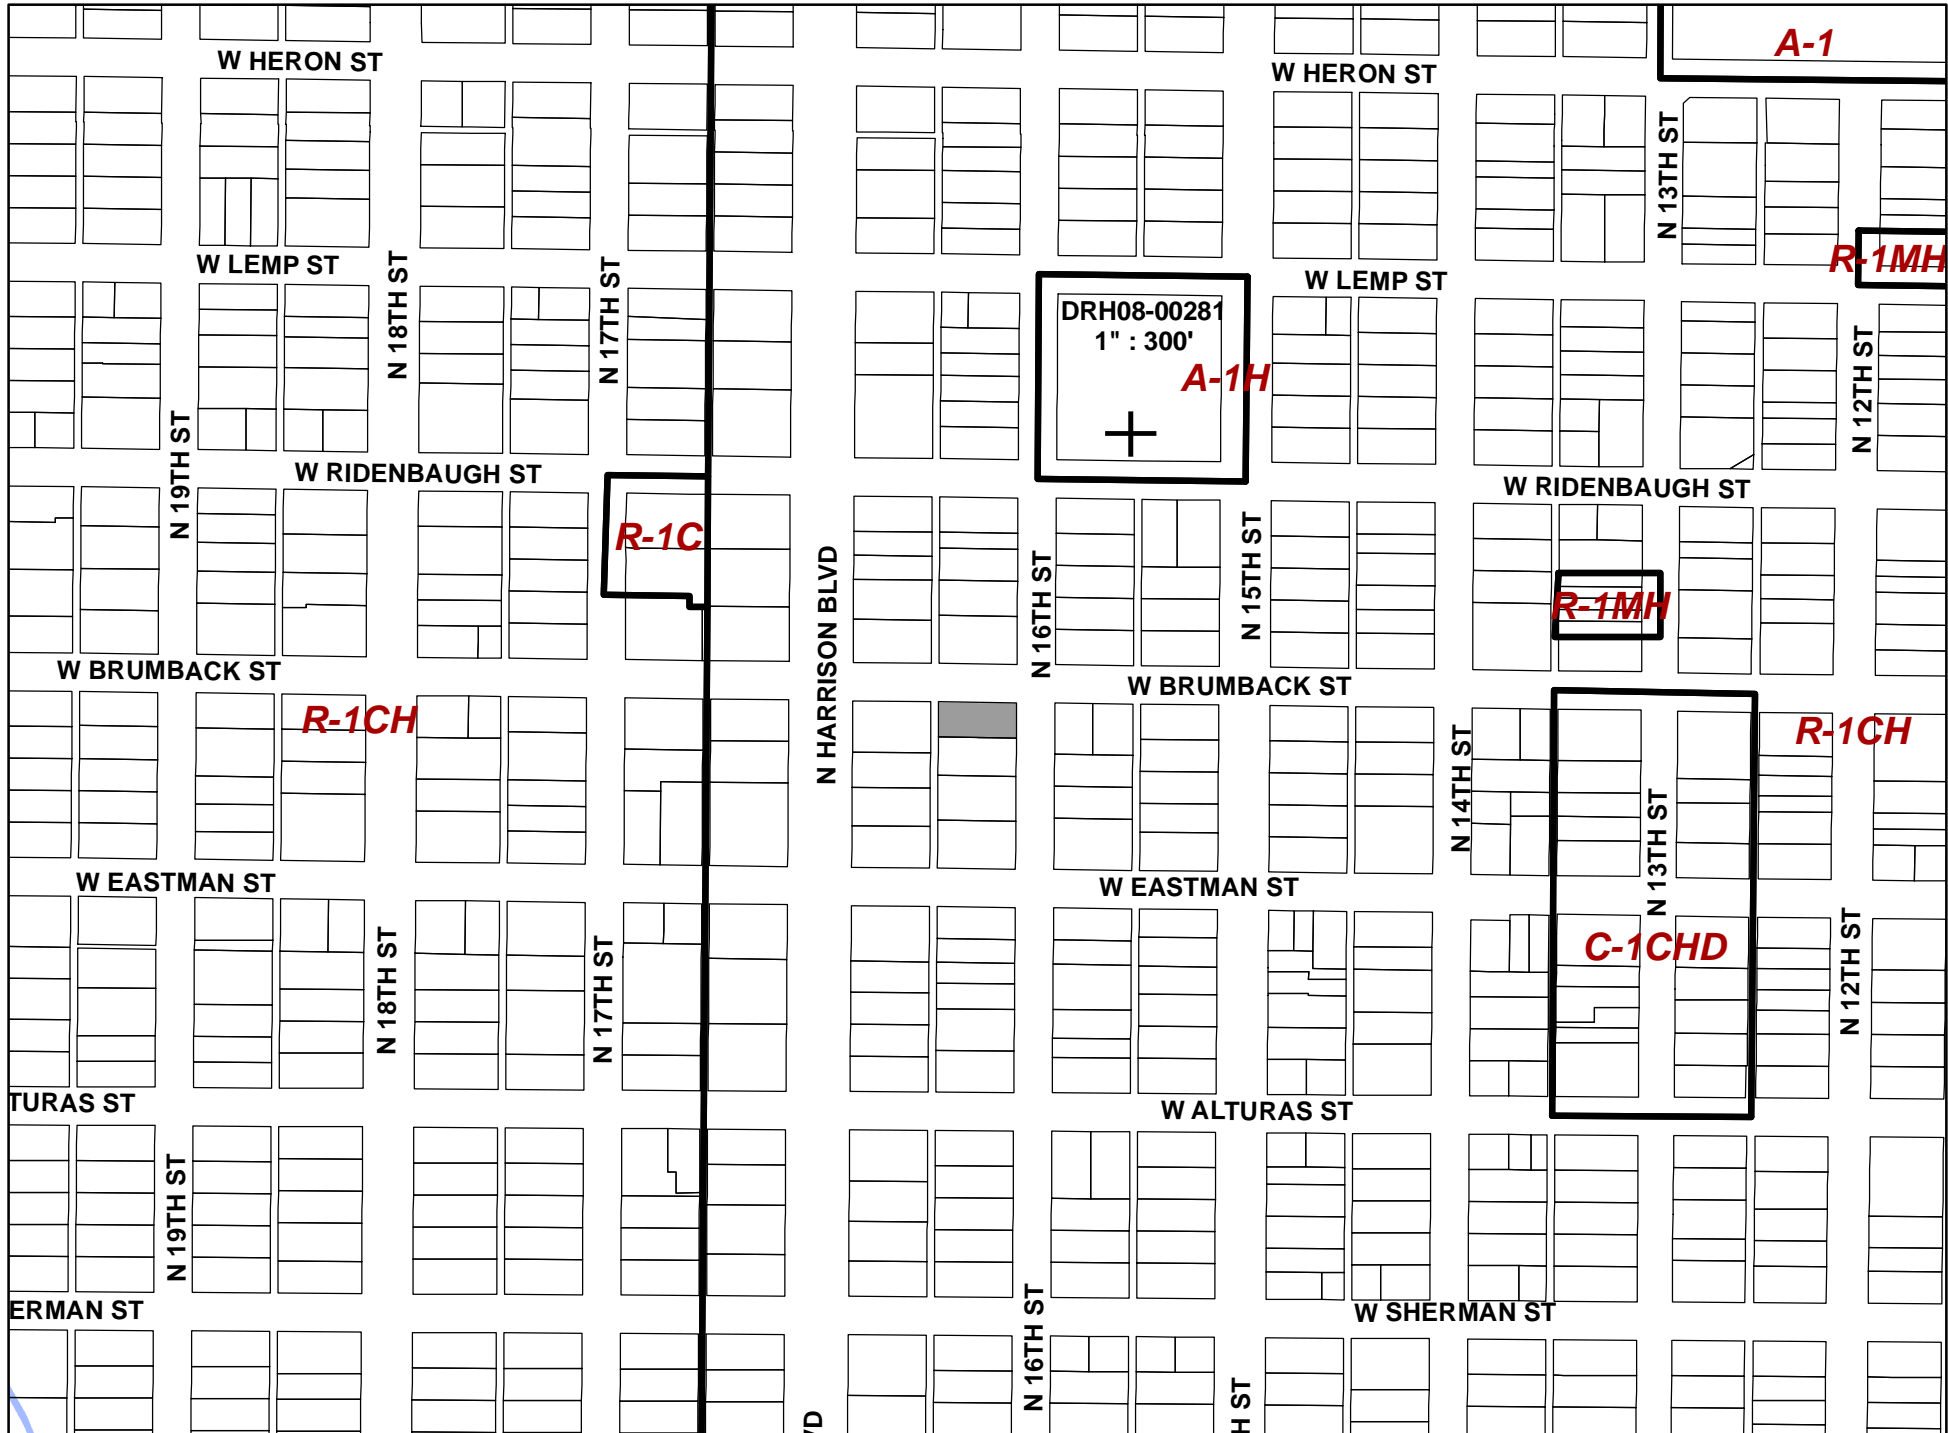 A-1
W HERON ST
W HERON ST
N 13TH ST
R-1MH
W LEMP ST
W LEMP ST
N 18TH ST
N 17TH ST
DRH08-00281
1" : 300'
A-1H
N 12TH ST
N 19TH ST
W RIDENBAUGH ST
W RIDENBAUGH ST
R-1C
N HARRISON BLVD
N 16TH ST
N 15TH ST
R-1MH
W BRUMBACK ST
W BRUMBACK ST
R-1CH
R-1CH
N 14TH ST
N 13TH ST
W EASTMAN ST
W EASTMAN ST
C-1CHD
N 18TH ST
N 17TH ST
N 12TH ST
TURAS ST
W ALTURAS ST
N 19TH ST
ERMAN ST
W SHERMAN ST
N 16TH ST
VD
H ST